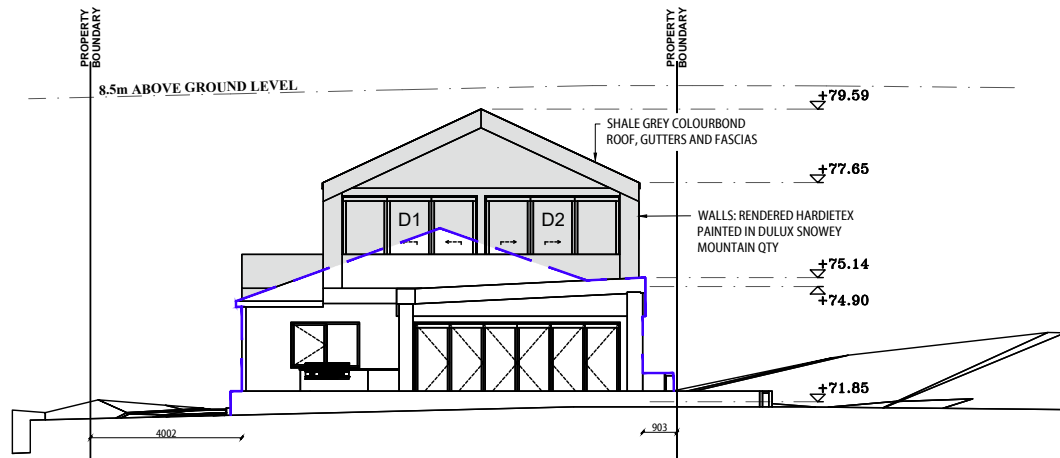 PROPERTY
BOUNDARY
PROPERTY
BOUNDARY
8.5m ABOVE GROUND LEVEL
+79.59
SHALE GREY COLOURBOND
ROOF, GUTTERS AND FASCIAS
+77.65
D1
D2
WALLS: RENDERED HARDIETEX
PAINTED IN DULUX SNOWEY
MOUNTAIN QTY
+75.14
+74.90
+71.85
4002
903